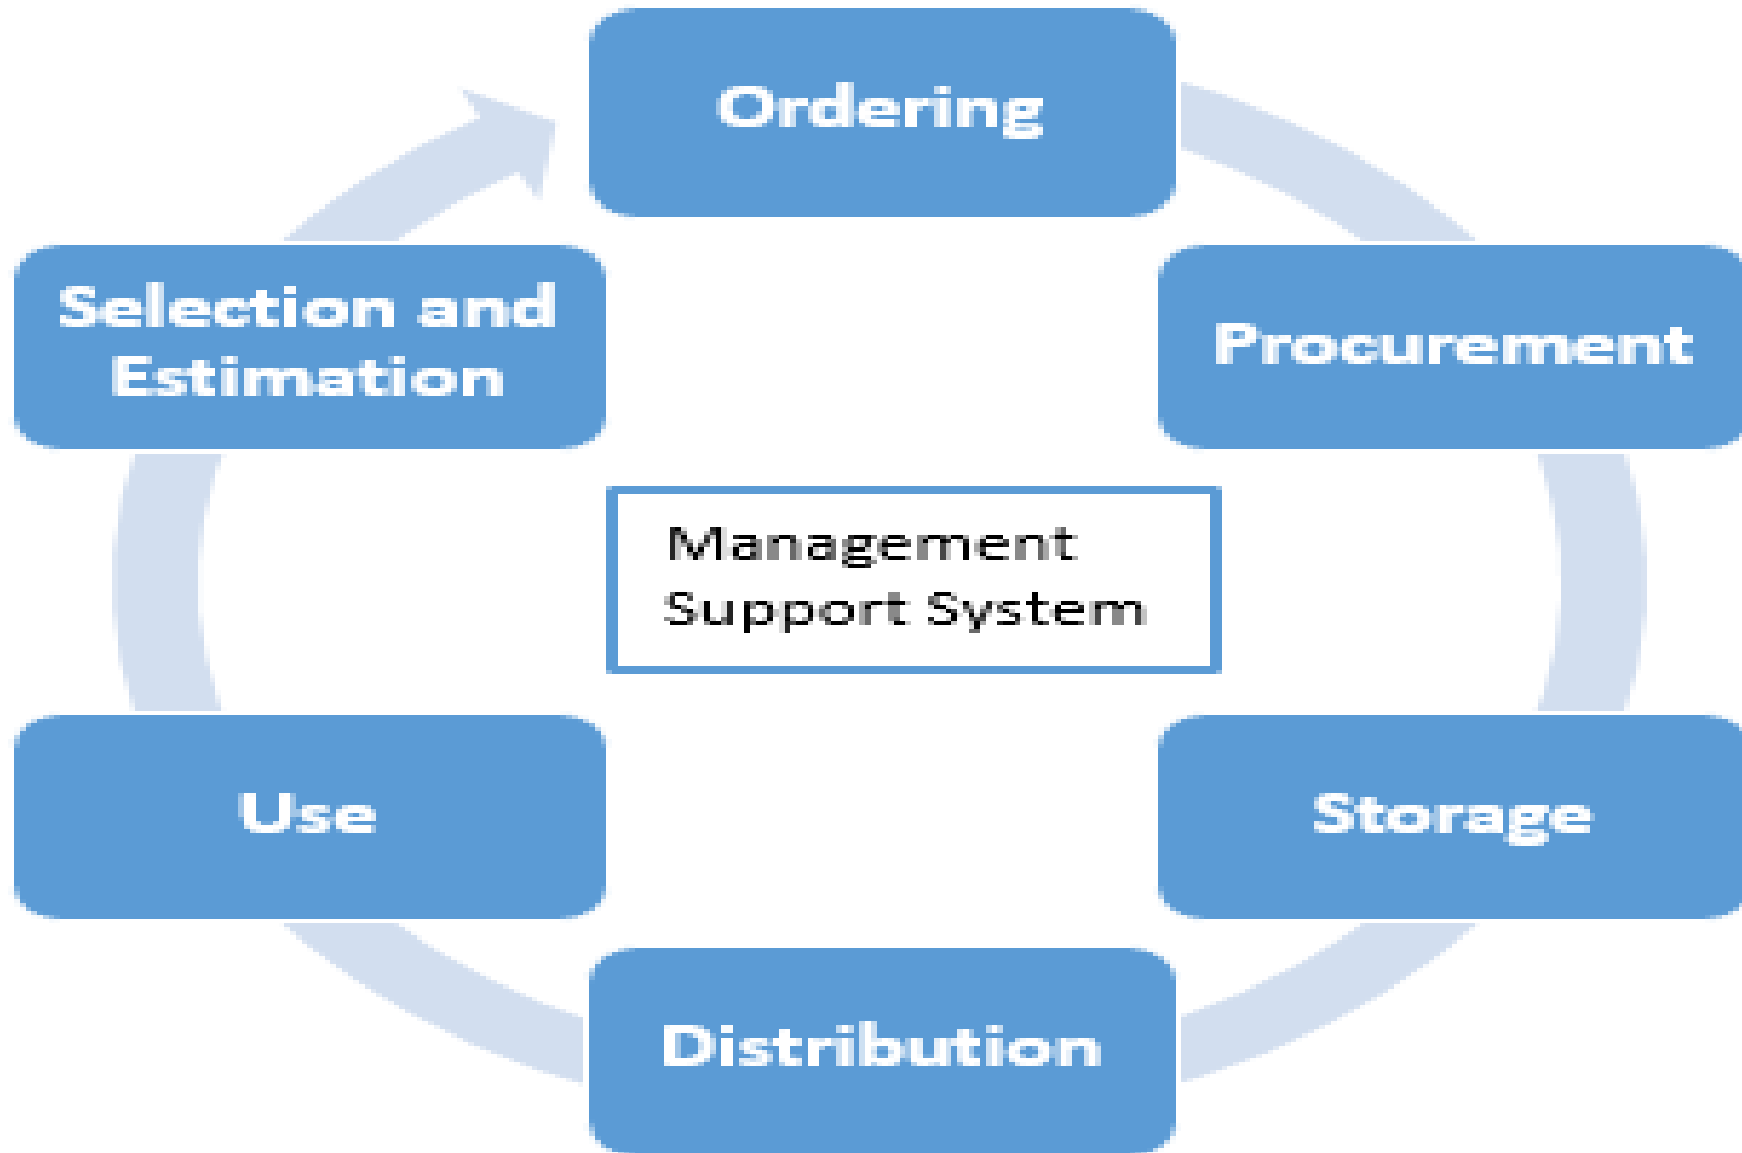 Ordering
Procurement
Storage
Distribution
Use
Selection and
Estimation
Management
Support System